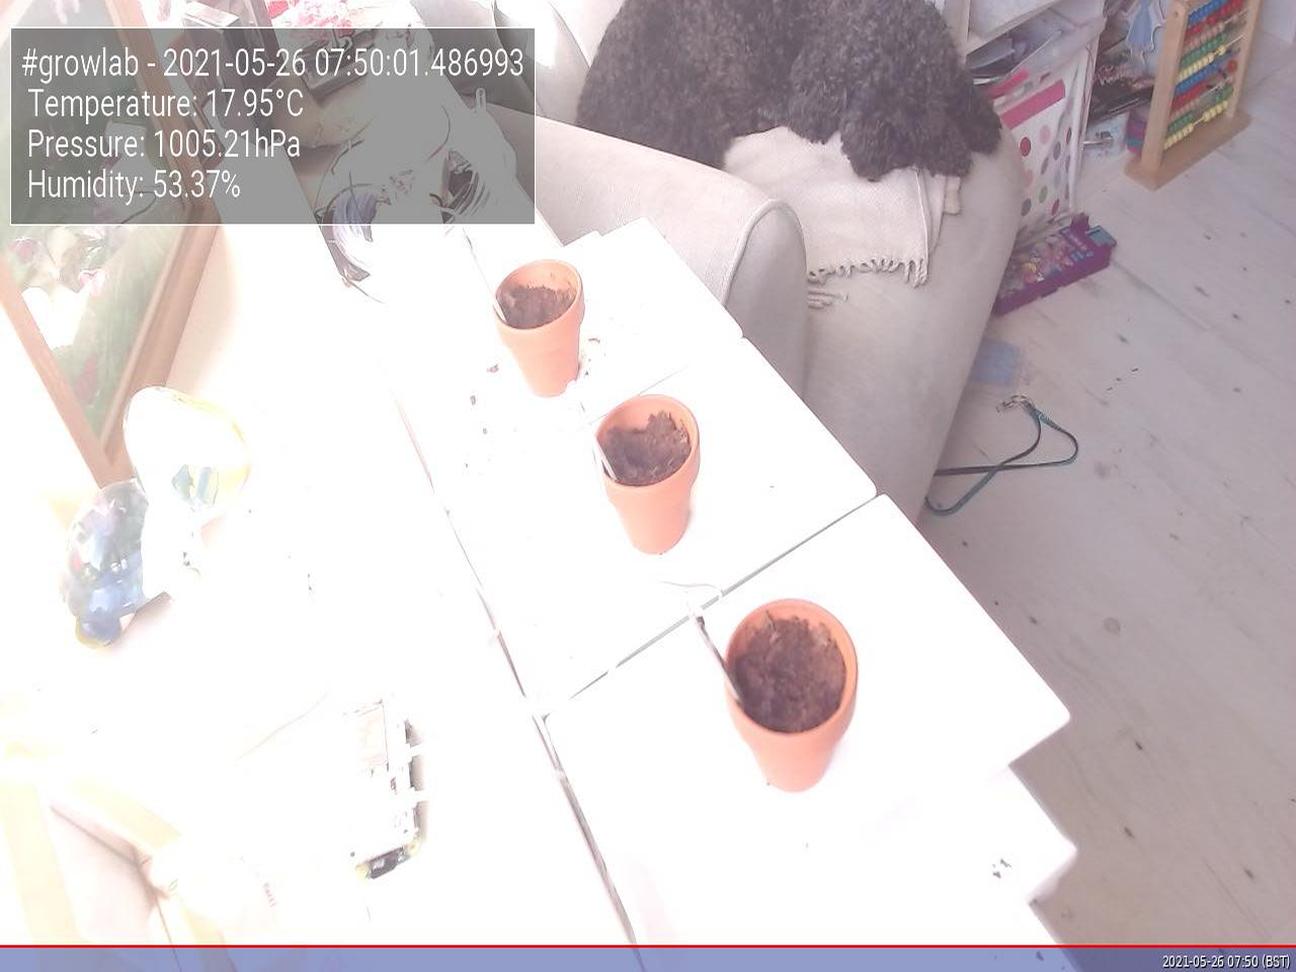 #growlab - 2021-05-26 07:50:01.486993
Temperature: 17.95°C
Pressure: 1005.21hPa
Humidity: 53.37%
2021-05-26 07:50 (BST)